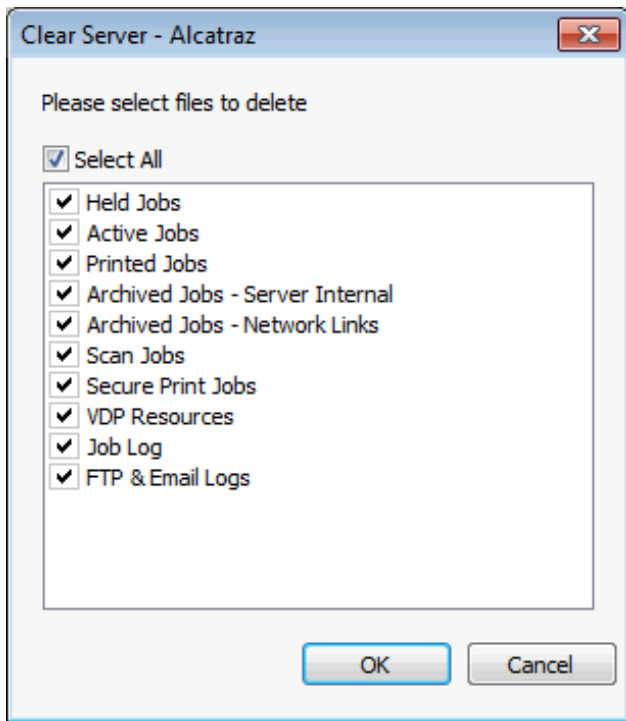 Clear Server - Alcatraz
Please select files to delete
Select All
Held Jobs
Active Jobs
Printed Jobs
Archived Jobs - Server Internal
Archived Jobs - Network Links
Scan Jobs
Secure Print Jobs
VDP Resources
Job Log
FTP & Email Logs
OK
Cancel